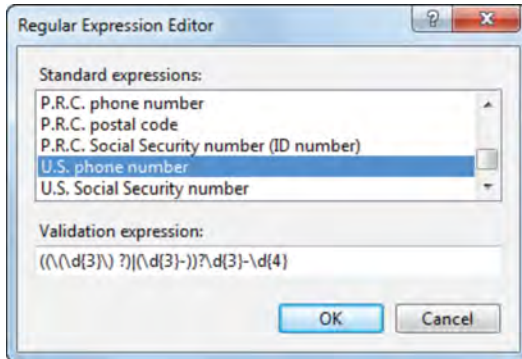 Regular Expression Editor
Standard expressions:
P.R.C. phone number
P.R.C. postal code
P.R.C. Social Security number (ID number)
U.S. phone number
U.S. Social Security number
Validation expression:
((\(\d{3}\) ?)|(\d{3}-))?\d{3}-\d{4}
OK Cancel